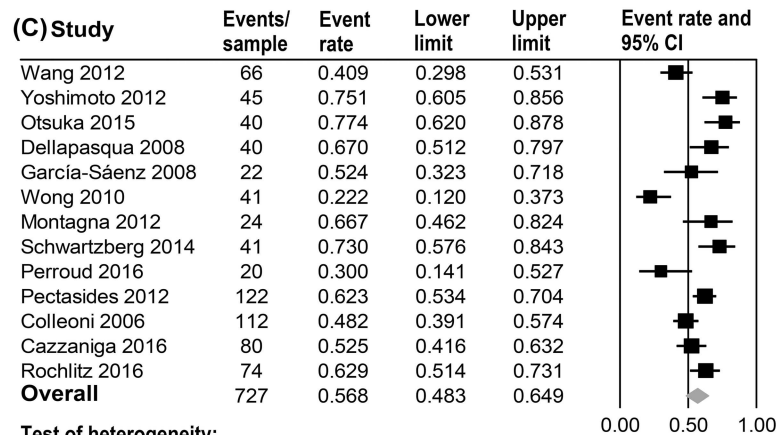 (C) Study Events/ sample Event rate Lower limit Upper limit Event rate and 95% CI
Wang 2012 66 0.409 0.298 0.531
Yoshimoto 2012 45 0.751 0.605 0.856
Otsuka 2015 40 0.774 0.620 0.878
Dellapasqua 2008 40 0.670 0.512 0.797
García-Sáenz 2008 22 0.524 0.323 0.718
Wong 2010 41 0.222 0.120 0.373
Montagna 2012 24 0.667 0.462 0.824
Schwartzberg 2014 41 0.730 0.576 0.843
Perroud 2016 20 0.300 0.141 0.527
Pectasides 2012 122 0.623 0.534 0.704
Colleoni 2006 112 0.482 0.391 0.574
Cazzaniga 2016 80 0.525 0.416 0.632
Rochlitz 2016 74 0.629 0.514 0.731
Overall 727 0.568 0.483 0.649
0.00 0.50 1.00
Test of heterogeneity: